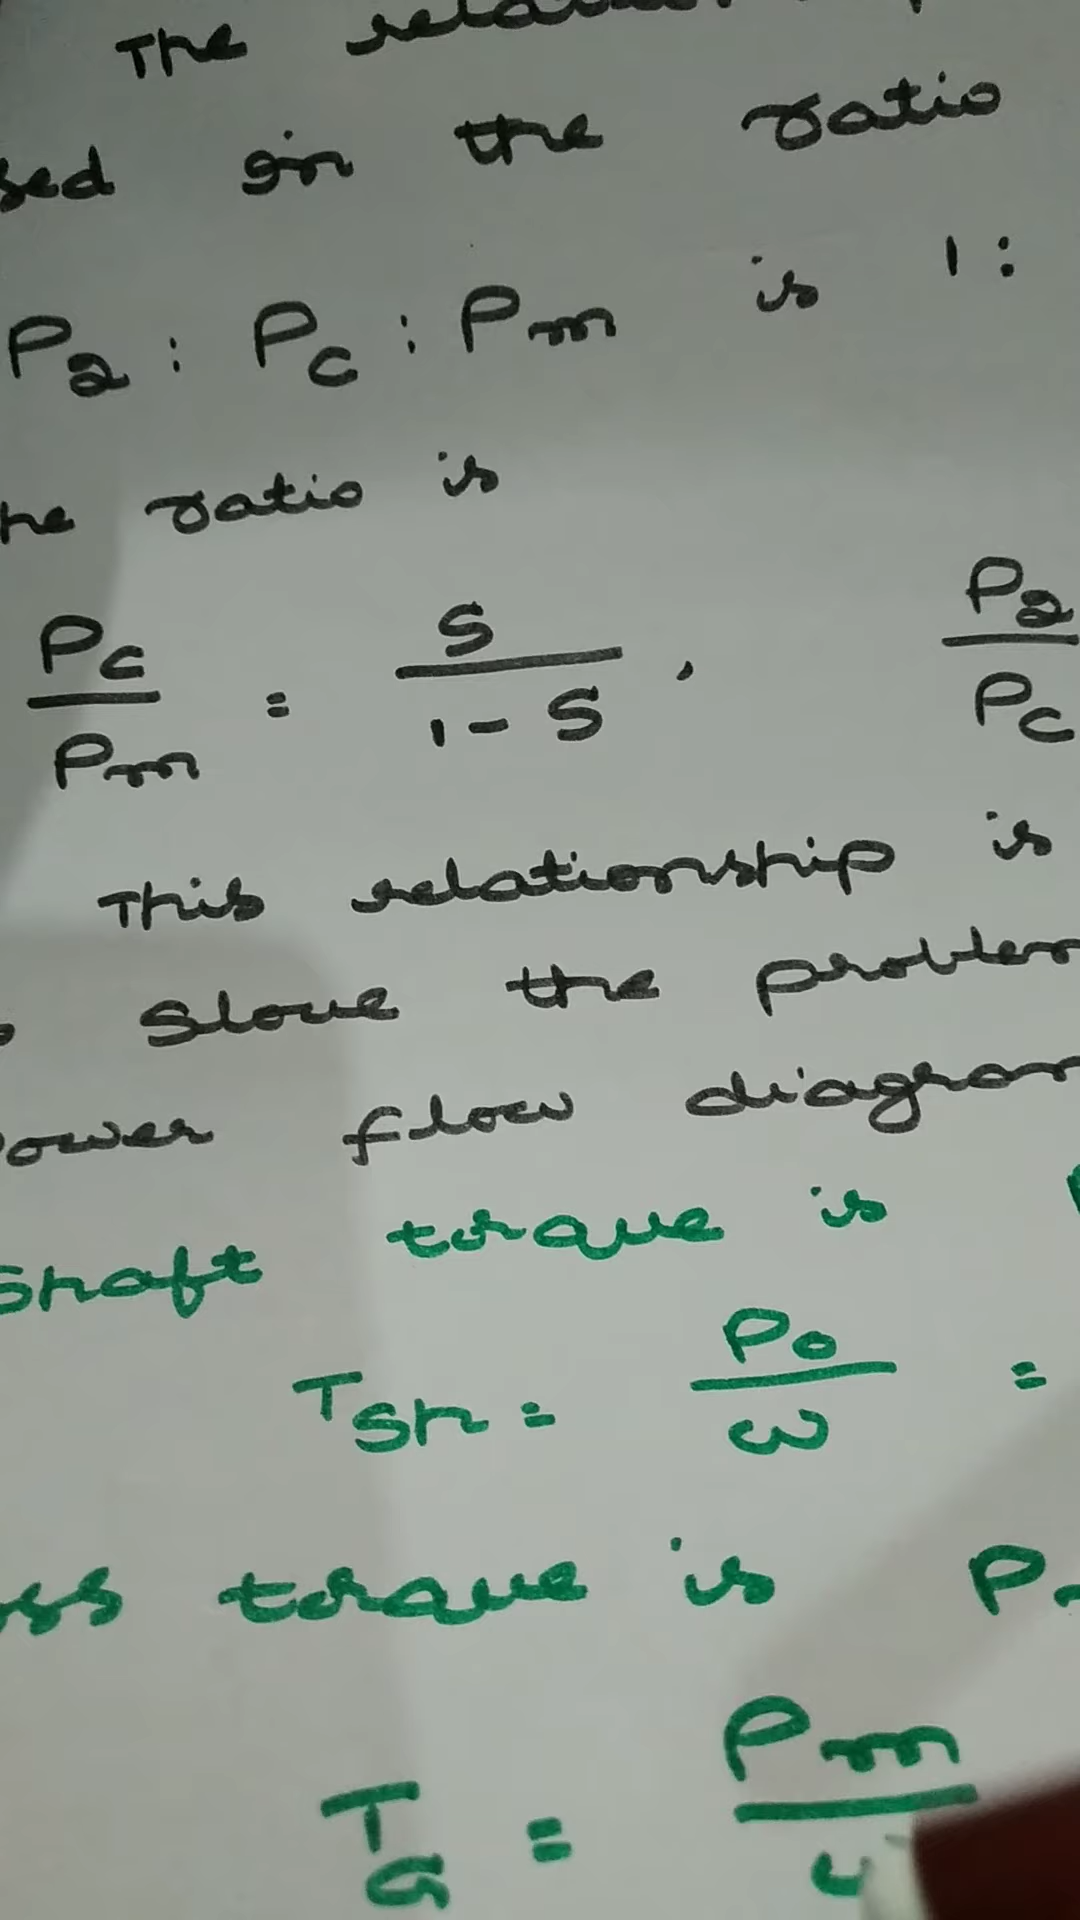 The
sed in the ratio
P2 : Pc : Pm is 1 :
he ratio is
Pc/Pm = S/1-S , P2/Pc
This relationship is
slove the problem
ower flow diagram
shaft torque is
Tsh = Po/ω =
ss torque is P
TG = Pm/